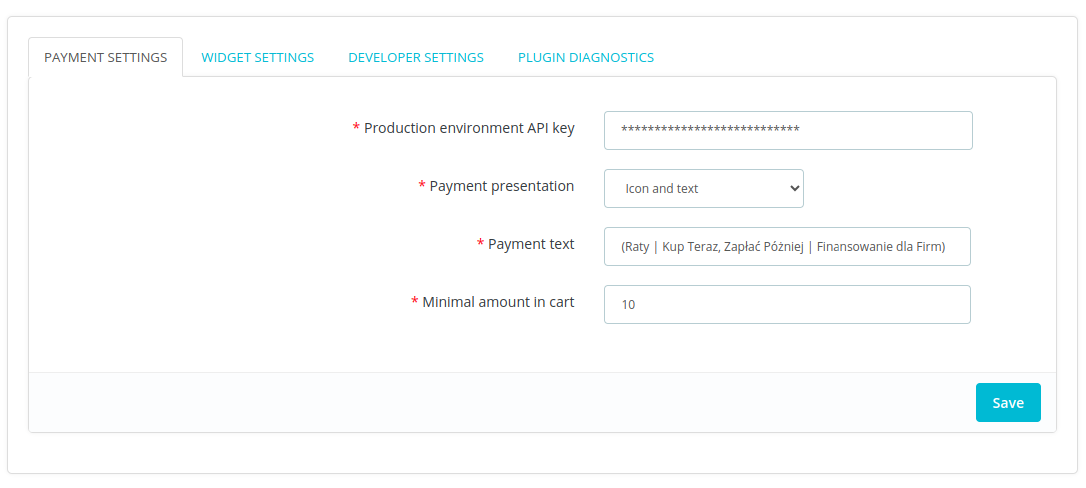 PAYMENT SETTINGS WIDGET SETTINGS DEVELOPER SETTINGS PLUGIN DIAGNOSTICS
* Production environment API key ***************************
* Payment presentation Icon and text
* Payment text (Raty | Kup Teraz, Zapłać Póżniej | Finansowanie dla Firm)
* Minimal amount in cart 10
Save